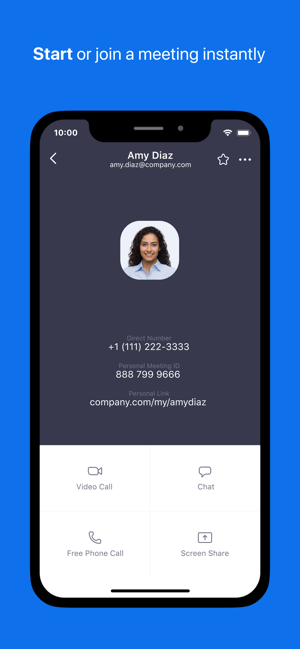 Start or join a meeting instantly
10:00
Amy Diaz
amy.diaz@company.com
Direct Number
+1 (111) 222-3333
Personal Meeting ID
888 799 9666
Personal Link
company.com/my/amydiaz
Video Call
Chat
Free Phone Call
Screen Share